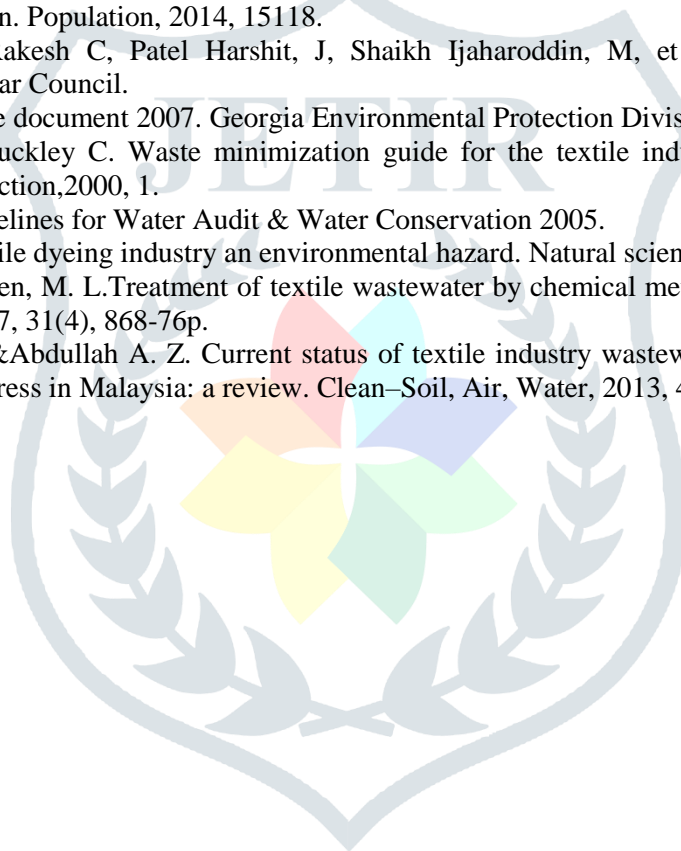 n. Population, 2014, 15118.
akesh C, Patel Harshit, J, Shaikh Ijaharoddin, M, et
ar Council.
e document 2007. Georgia Environmental Protection Divis
uckley C. Waste minimization guide for the textile ind
ction,2000, 1.
elines for Water Audit & Water Conservation 2005.
ile dyeing industry an environmental hazard. Natural scien
en, M. L.Treatment of textile wastewater by chemical me
7, 31(4), 868-76p.
&Abdullah A. Z. Current status of textile industry wastew
ress in Malaysia: a review. Clean–Soil, Air, Water, 2013, 4
JETIR